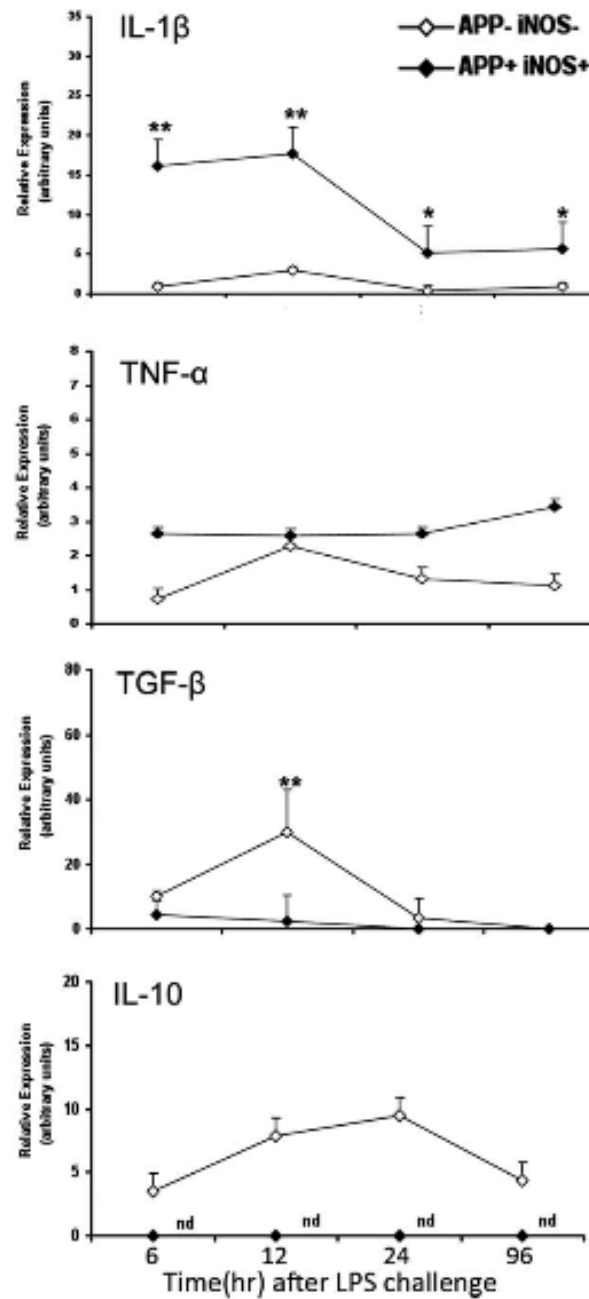 IL-1β
APP- iNOS-
APP+ iNOS+
Relative Expression
(arbitrary units)
35
30
25
20
15
10
5
0
**
**
*
*
TNF-α
Relative Expression
(arbitrary units)
8
7
6
5
4
3
2
1
0
TGF-β
Relative Expression
(arbitrary units)
80
60
40
20
0
**
IL-10
Relative Expression
(arbitrary units)
20
15
10
5
0
nd
nd
nd
nd
6 12 24 96
Time(hr) after LPS challenge